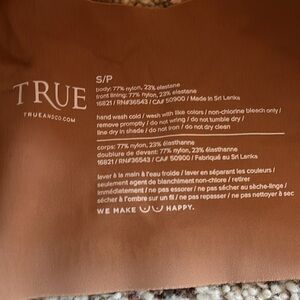 TRUE
TRUEANDCO.COM
S/P
body: 77% nylon, 23% elastane
front lining: 77% nylon, 23% elastane
16821 / RN#36543 / CA# 50900 / Made in Sri Lanka
hand wash cold / wash with like colors / non-chlorine bleach only /
remove promptly / do not wring / do not tumble dry /
line dry in shade / do not iron / do not dry clean
corps: 77% nylon, 23% élasthanne
doublure de devant: 77% nylon, 23% élasthanne
16821 / RN#36543 / CA# 50900 / Fabriqué au Sri Lanka
laver à la main à l'eau froide / laver en séparant les couleurs /
seulement agent de blanchiment non-chlore / retirer
immédiatement / ne pas essorer / ne pas sécher au sèche-linge /
sécher à l'ombre sur un fil / ne pas repasser / ne pas nettoyer à sec
WE MAKE HAPPY.